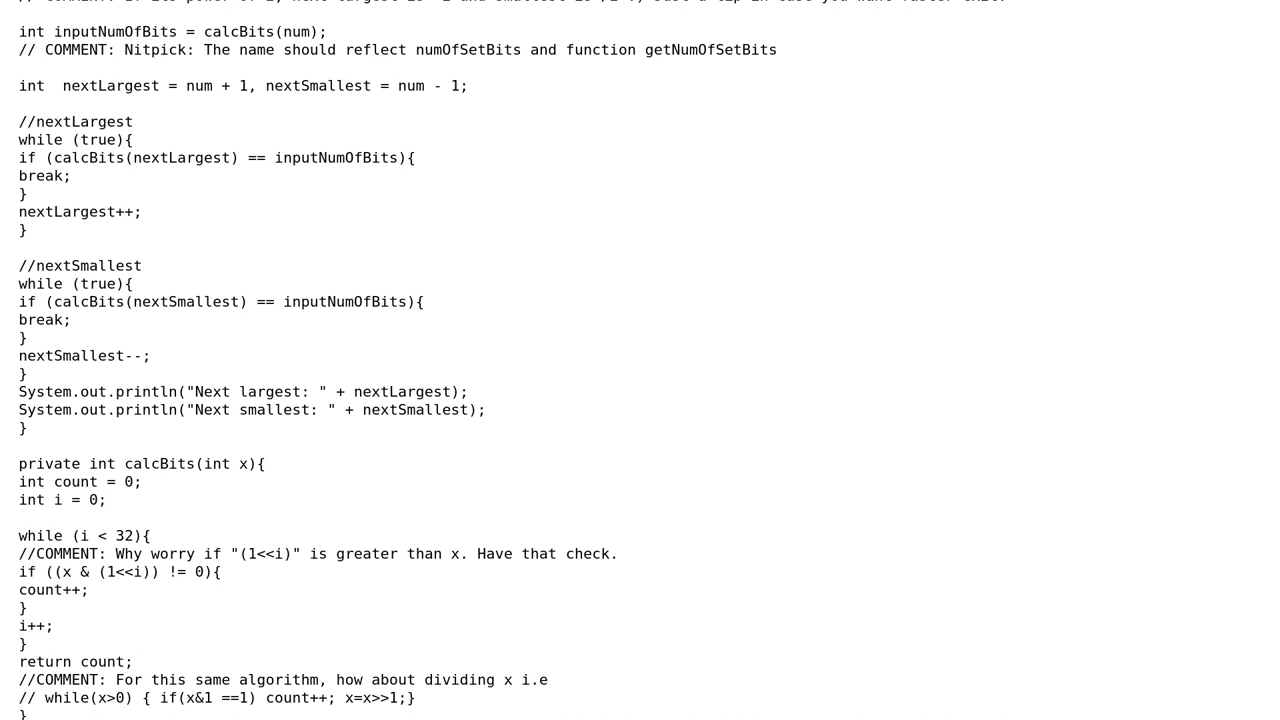 int inputNumOfBits = calcBits(num);
// COMMENT: Nitpick: The name should reflect numOfSetBits and function getNumOfSetBits
int  nextLargest = num + 1, nextSmallest = num - 1;
//nextLargest
while (true){
if (calcBits(nextLargest) == inputNumOfBits){
break;
}
nextLargest++;
}
//nextSmallest
while (true){
if (calcBits(nextSmallest) == inputNumOfBits){
break;
}
nextSmallest--;
}
System.out.println("Next largest: " + nextLargest);
System.out.println("Next smallest: " + nextSmallest);
}
private int calcBits(int x){
int count = 0;
int i = 0;
while (i < 32){
//COMMENT: Why worry if "(1<<i)" is greater than x. Have that check.
if ((x & (1<<i)) != 0){
count++;
}
i++;
}
return count;
//COMMENT: For this same algorithm, how about dividing x i.e
// while(x>0) { if(x&1 ==1) count++; x=x>>1;}
}